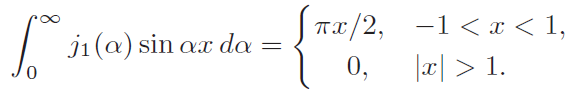 ∫₀^∞ j₁(α) sin αx dα = { πx/2, −1 < x < 1,
0, |x| > 1.